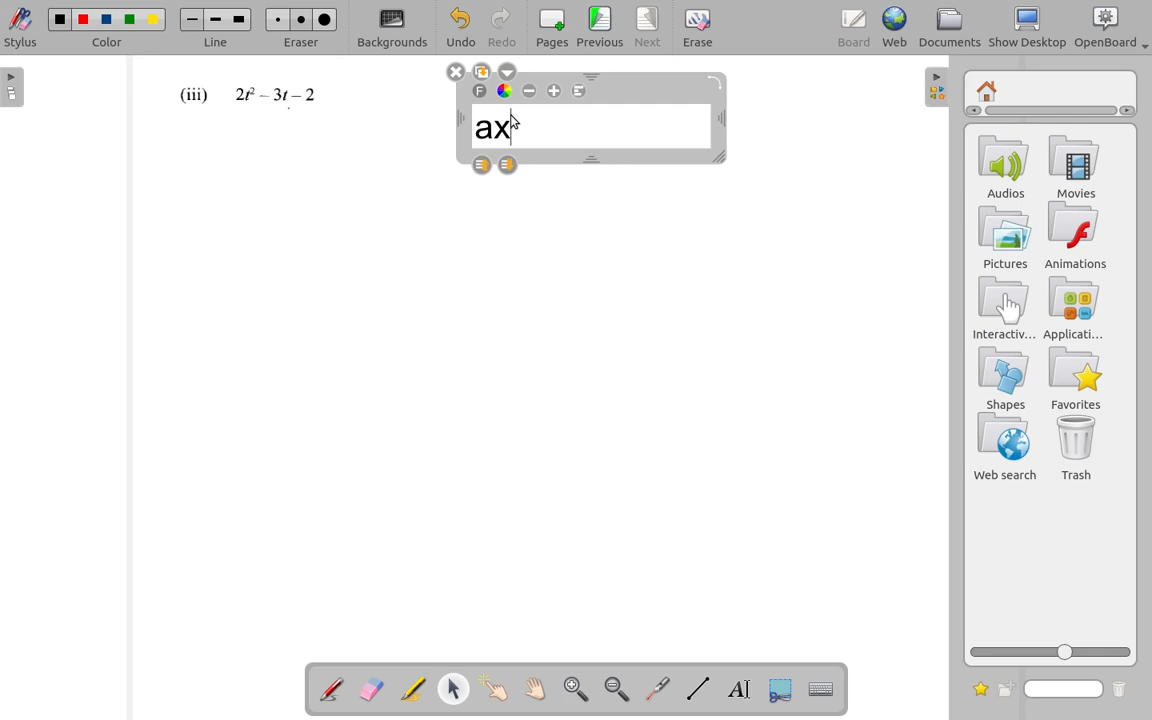 Stylus Color Line Eraser Backgrounds Undo Redo Pages Previous Next Erase Board Web Documents Show Desktop OpenBoard
(iii) 2t² – 3t – 2
F
ax
Audios Movies
Pictures Animations
Interactiv... Applicati...
Shapes Favorites
Web search Trash
AI